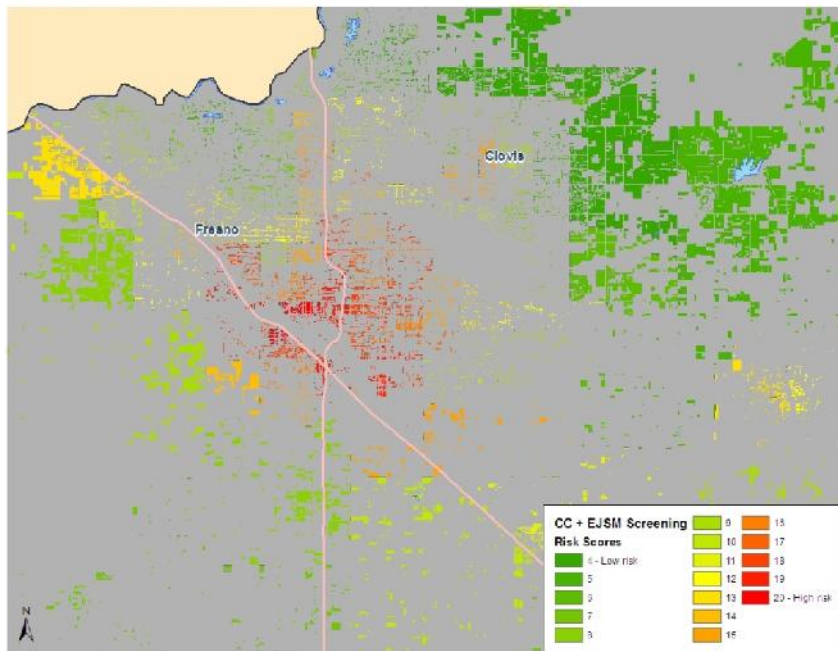 Clovis
Fresno
N
CC + EJSM Screening
Risk Scores
4 - Low risk
5
6
7
8
9
10
11
12
13
14
15
16
17
18
19
20 - High risk